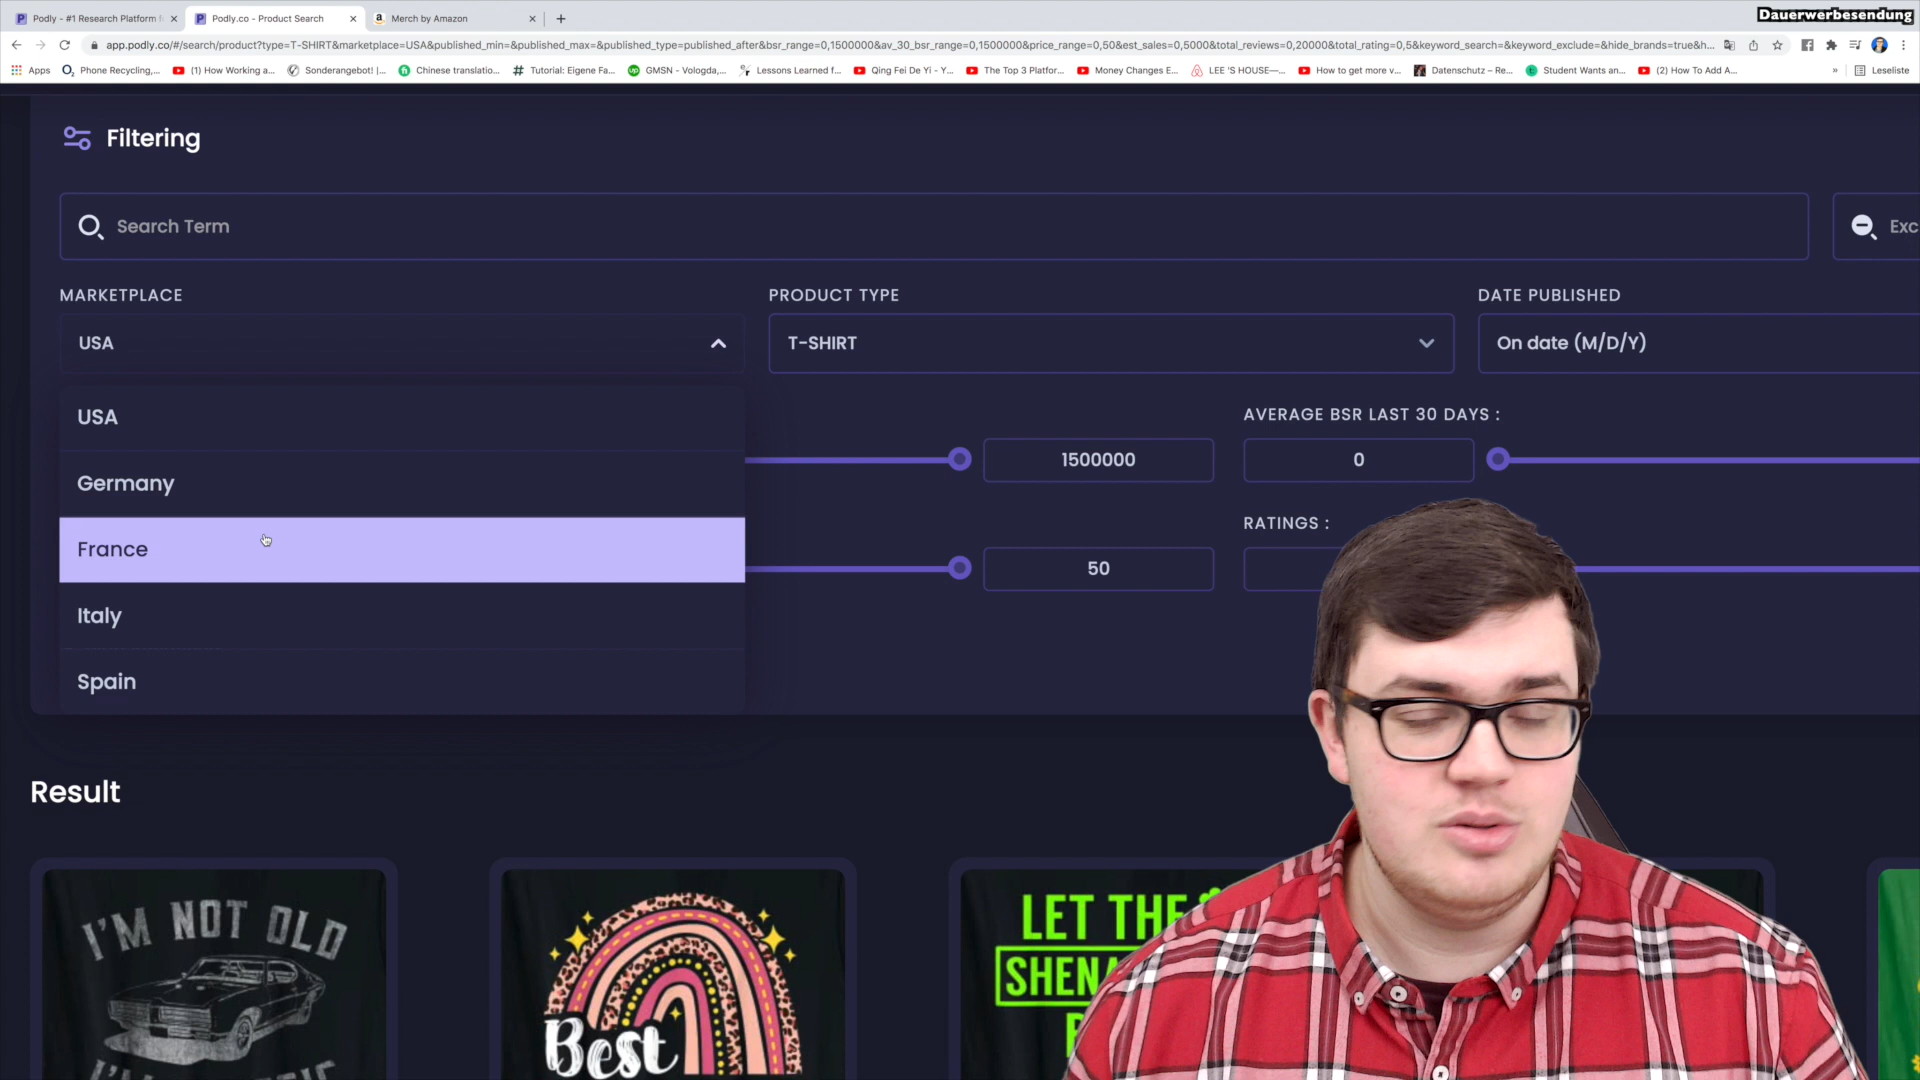 Podly - #1 Research Platform f
Podly.co - Product Search
Merch by Amazon
Dauerwerbesendung
app.podly.co/#/search/product?type=T-SHIRT&marketplace=USA&published_min=&published_max=&published_type=published_after&bsr_range=0,1500000&av_30_bsr_range=0,1500000&price_range=0,50&est_sales=0,5000&total_reviews=0,20000&total_rating=0,5&keyword_search=&keyword_exclude=&hide_brands=true&h...
Apps
Phone Recycling,...
(1) How Working a...
Sonderangebot! |...
Chinese translatio...
Tutorial: Eigene Fa...
GMSN - Vologda,...
Lessons Learned f...
Qing Fei De Yi - Y...
The Top 3 Platfor...
Money Changes E...
LEE 'S HOUSE—...
How to get more v...
Datenschutz – Re...
Student Wants an...
(2) How To Add A...
»
Leseliste
Filtering
Search Term
Exc
MARKETPLACE
PRODUCT TYPE
DATE PUBLISHED
USA
T-SHIRT
On date (M/D/Y)
USA
Germany
France
Italy
Spain
AVERAGE BSR LAST 30 DAYS :
1500000
0
RATINGS :
50
Result
I'M NOT OLD
Best
LET THE
SHENA